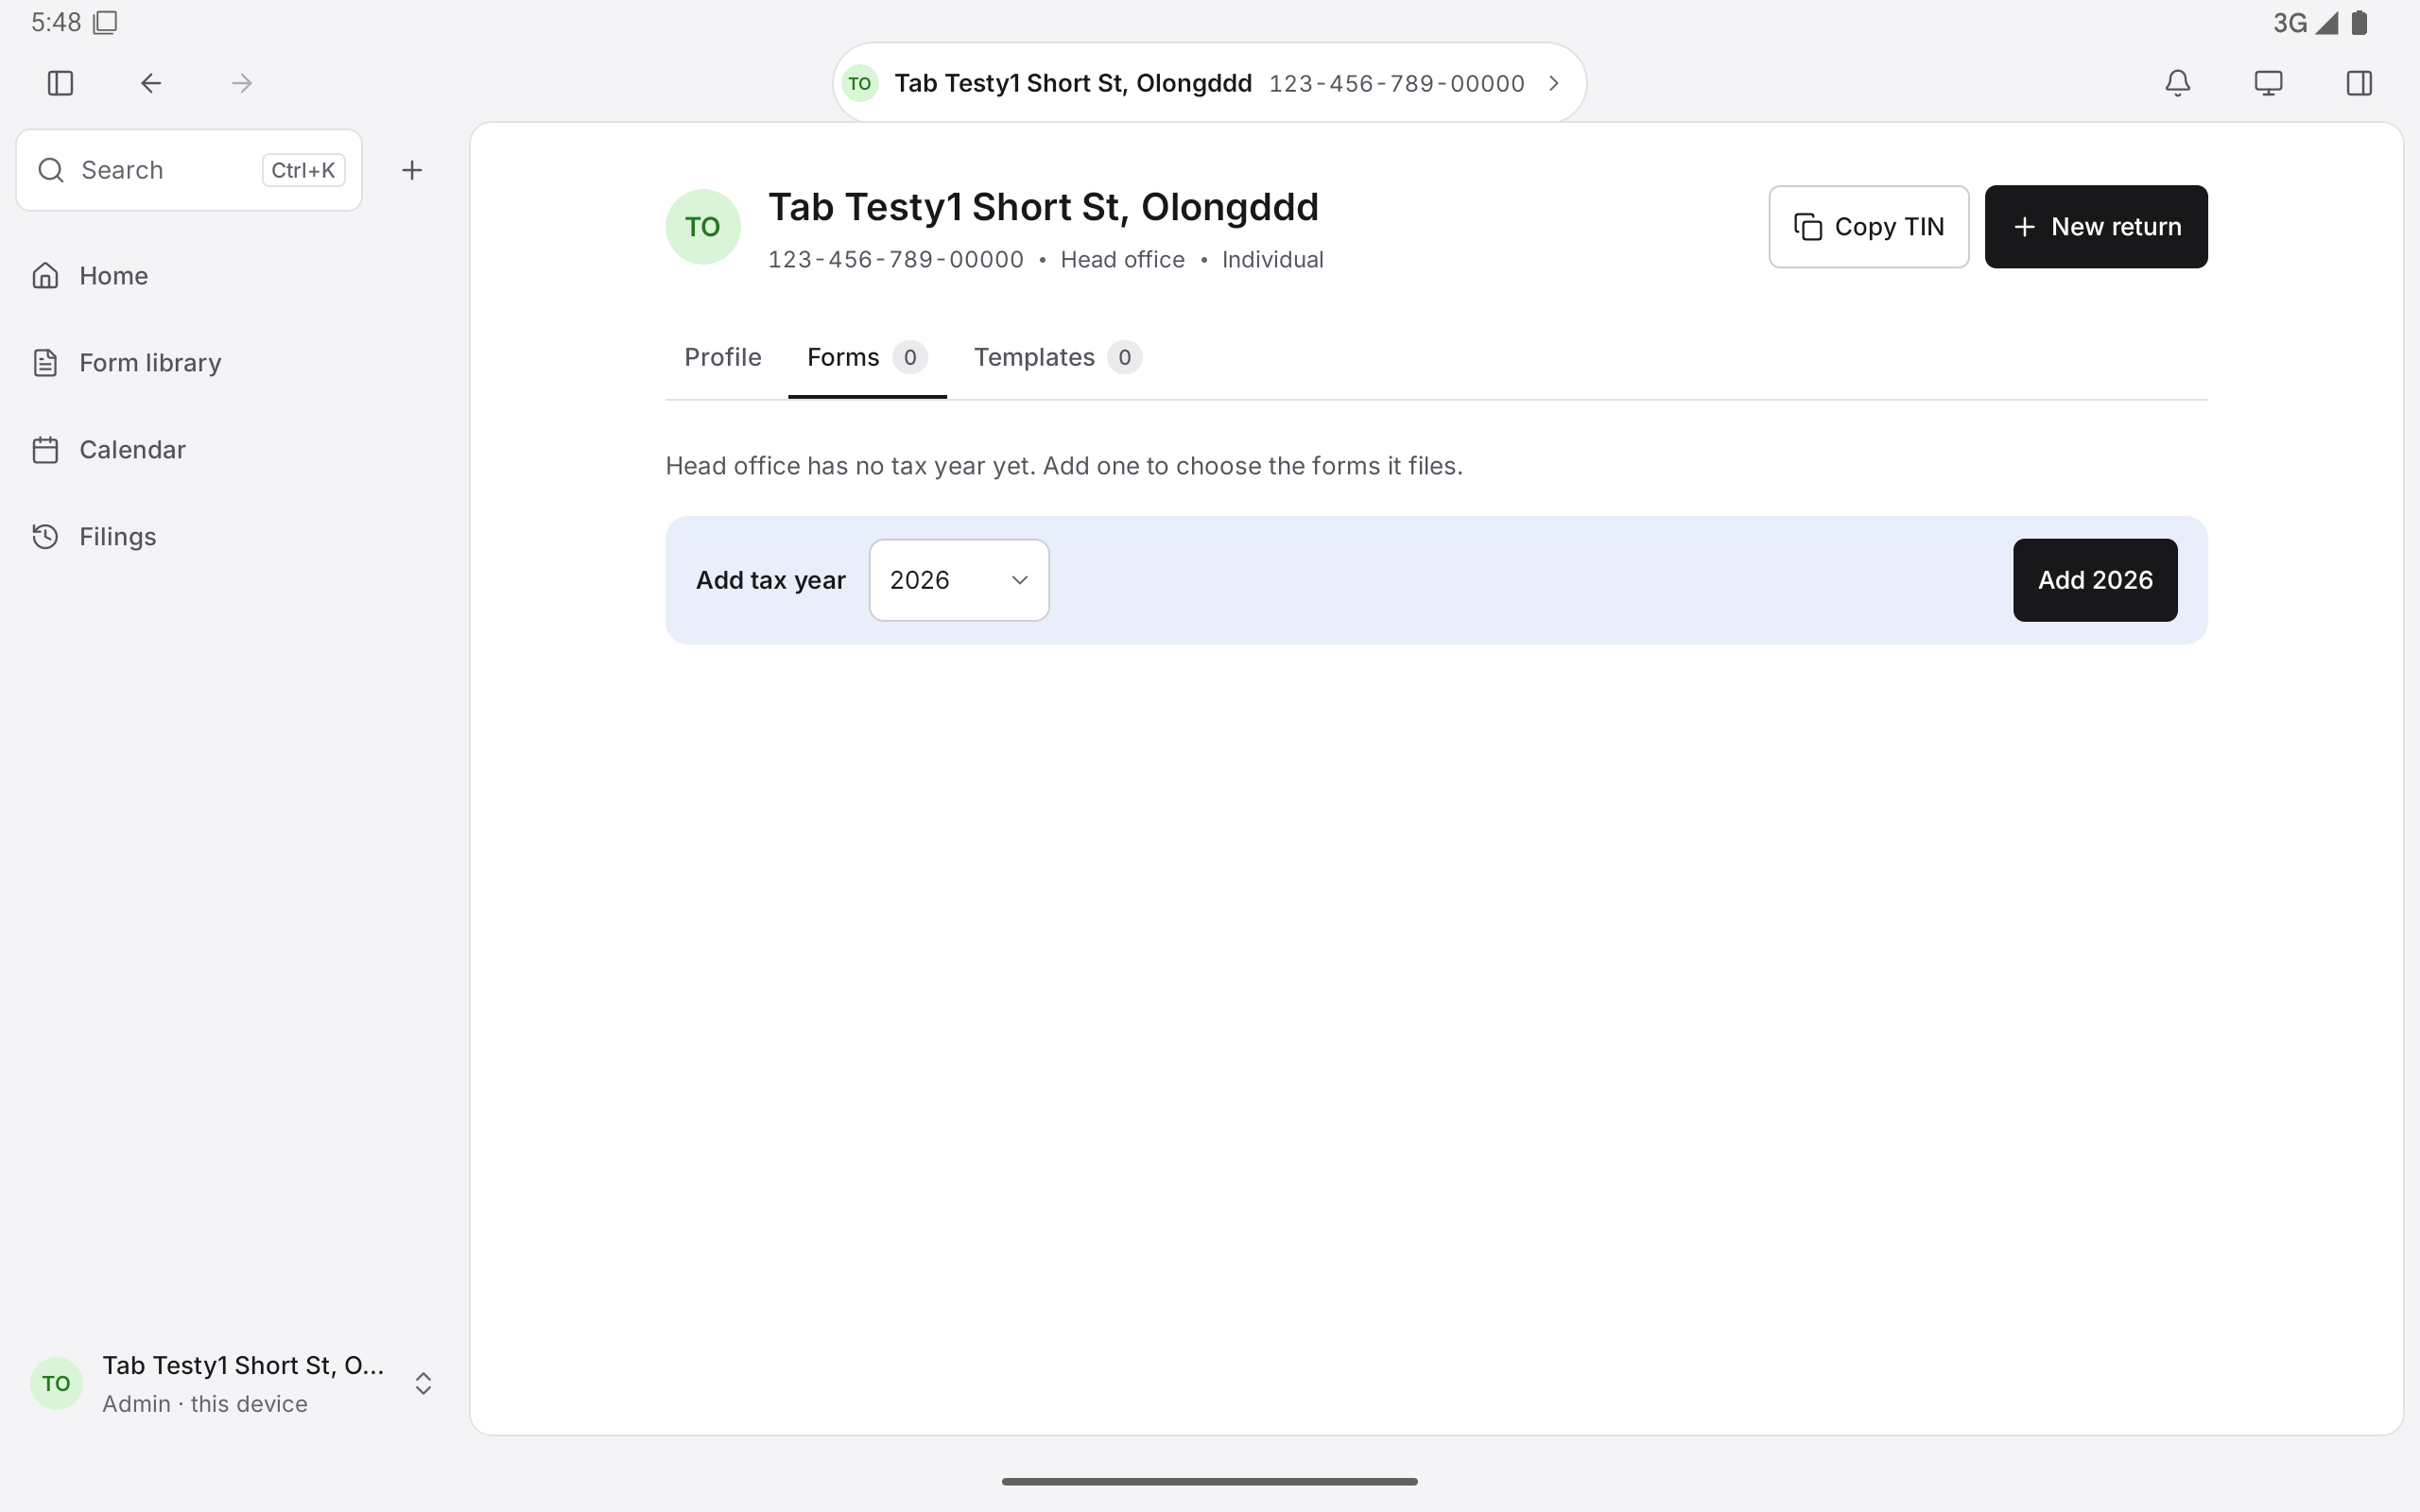 5:48
3G
TO Tab Testy1 Short St, Olongddd 123-456-789-00000
Search Ctrl+K
Home
Form library
Calendar
Filings
TO
Tab Testy1 Short St, Olongddd
123-456-789-00000 • Head office • Individual
Copy TIN
New return
Profile
Forms 0
Templates 0
Head office has no tax year yet. Add one to choose the forms it files.
Add tax year
2026
Add 2026
TO
Tab Testy1 Short St, O...
Admin · this device